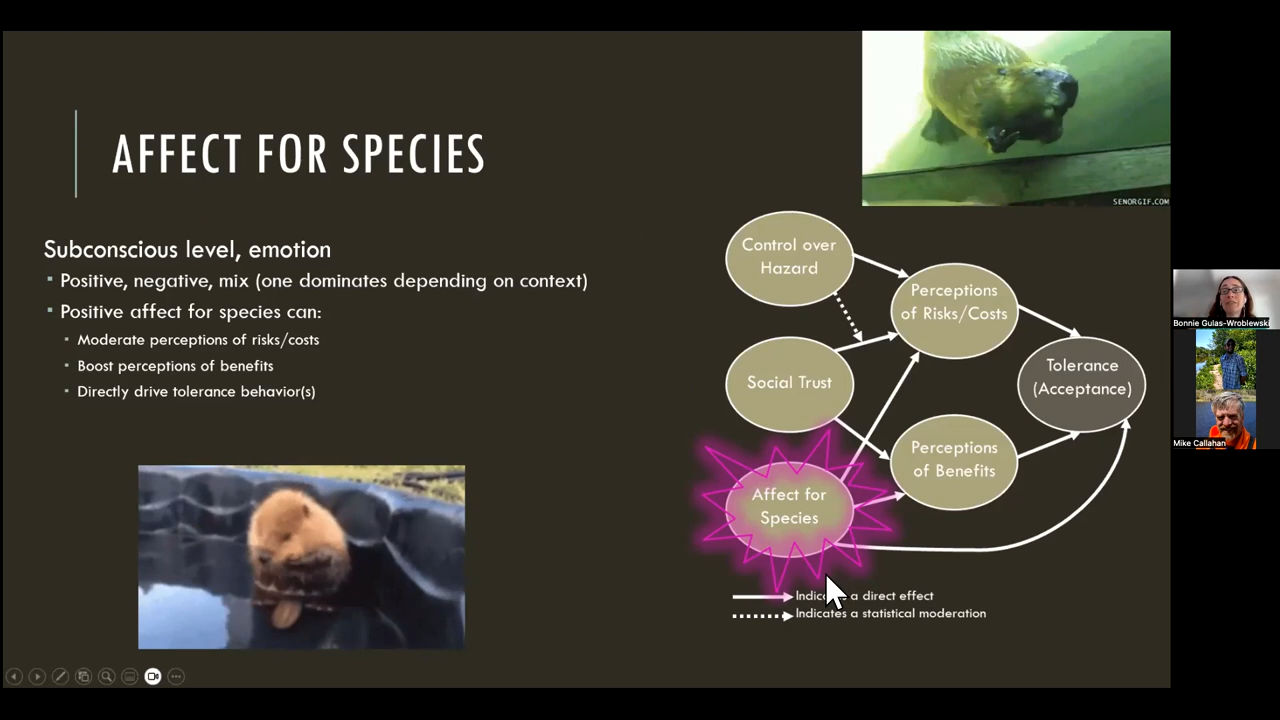 SENORGIF.COM
AFFECT FOR SPECIES
Subconscious level, emotion
Positive, negative, mix (one dominates depending on context)
Positive affect for species can:
Moderate perceptions of risks/costs
Boost perceptions of benefits
Directly drive tolerance behavior(s)
Control over
Hazard
Perceptions
of Risks/Costs
Social Trust
Tolerance
(Acceptance)
Perceptions
of Benefits
Affect for
Species
a direct effect
Indicates a statistical moderation
Bonnie Gulas-Wroblewski
Mike Callahan